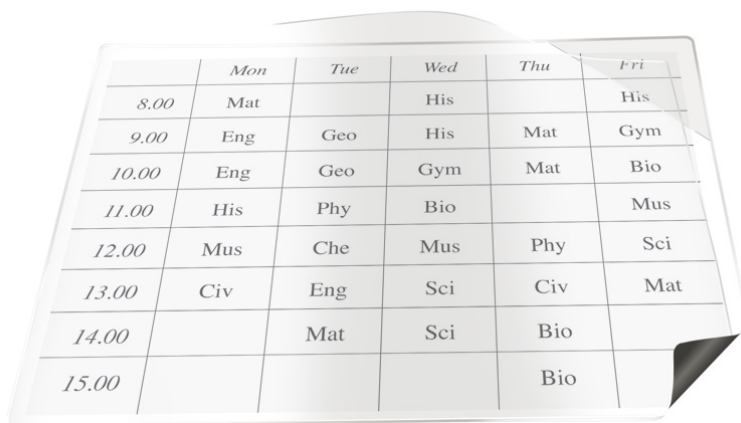 Mon Tue Wed Thu Fri
8.00 Mat His His
9.00 Eng Geo His Mat Gym
10.00 Eng Geo Gym Mat Bio
11.00 His Phy Bio Mus
12.00 Mus Che Mus Phy Sci
13.00 Civ Eng Sci Civ Mat
14.00 Mat Sci Bio
15.00 Bio